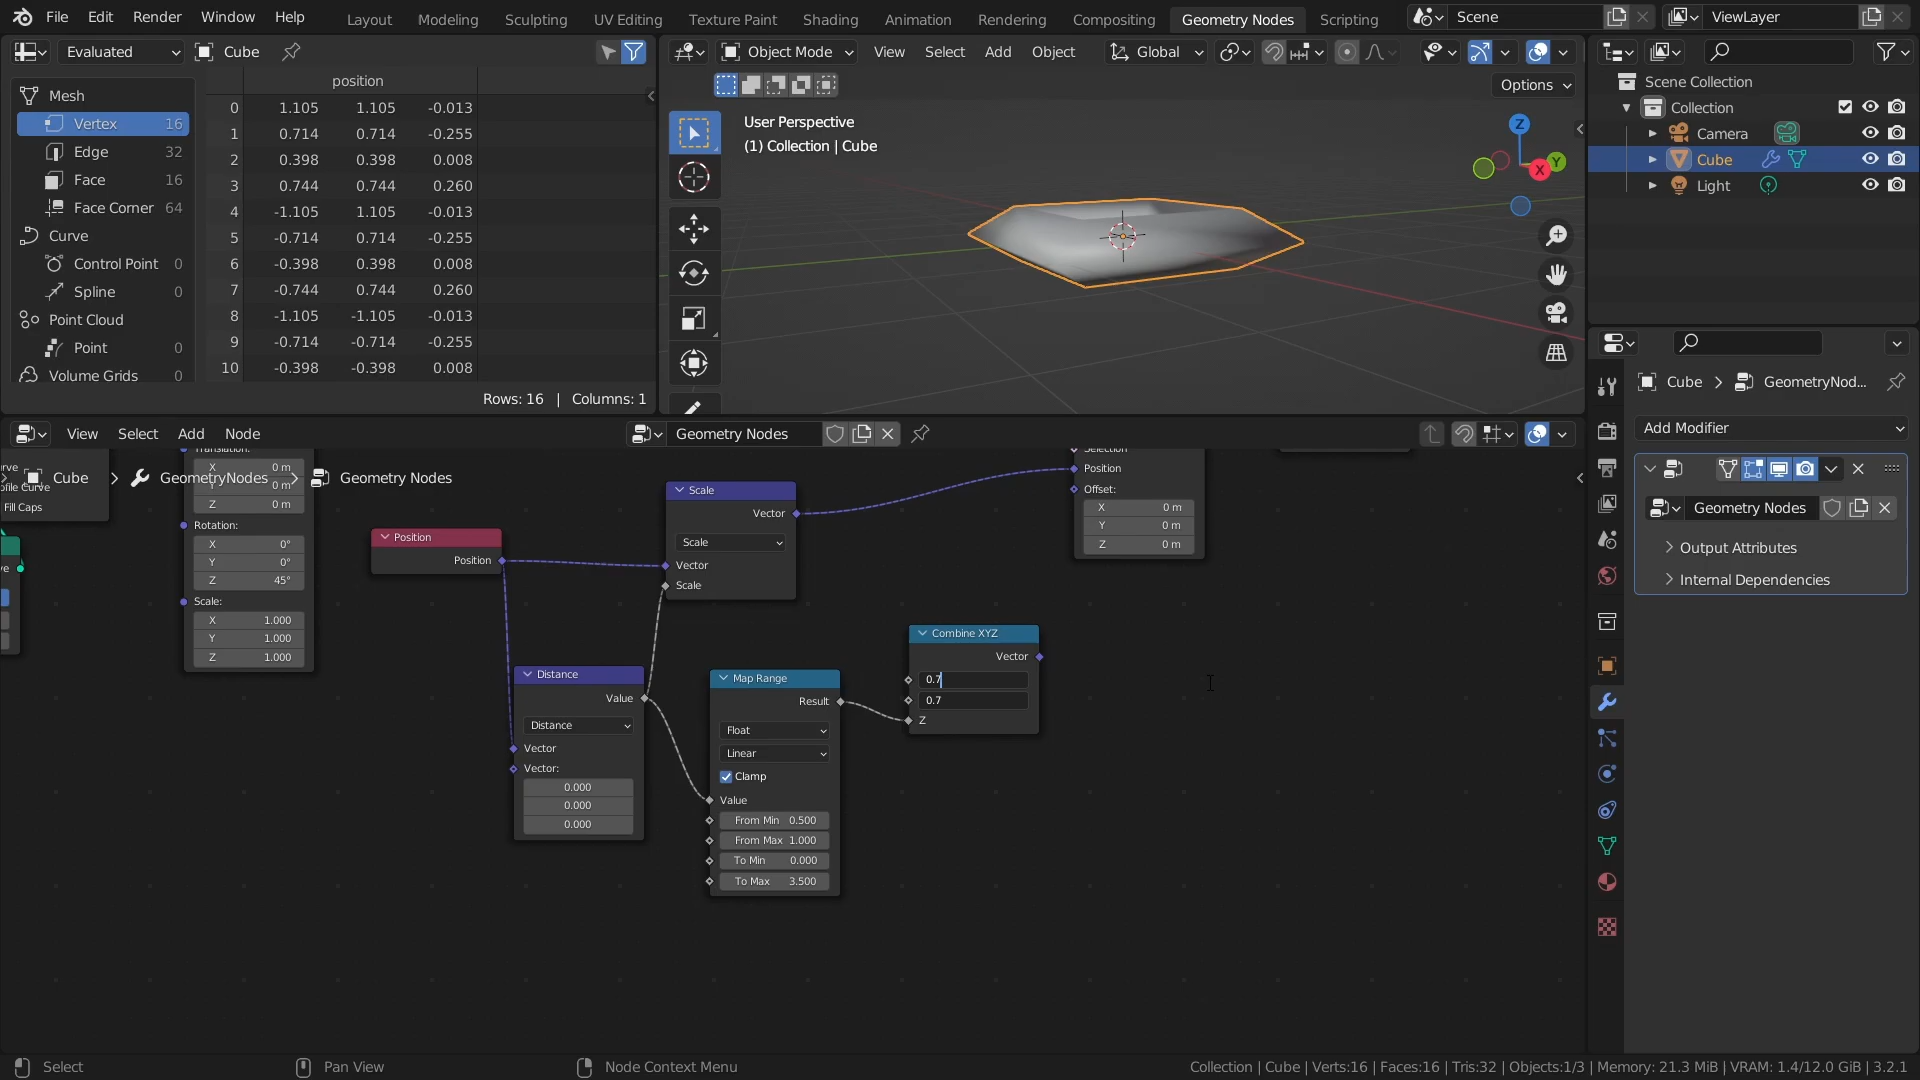 File Edit Render Window Help Layout Modeling Sculpting UV Editing Texture Paint Shading Animation Rendering Compositing Geometry Nodes Scripting Scene ViewLayer
Evaluated Cube
Mesh
Vertex 16
Edge 32
Face 16
Face Corner 64
Curve
Control Point 0
Spline 0
Point Cloud
Point 0
Volume Grids 0
position
0 1.105 1.105 -0.013
1 0.714 0.714 -0.255
2 0.398 0.398 0.008
3 0.744 0.744 0.260
4 -1.105 1.105 -0.013
5 -0.714 0.714 -0.255
6 -0.398 0.398 0.008
7 -0.744 0.744 0.260
8 -1.105 -1.105 -0.013
9 -0.714 -0.714 -0.255
10 -0.398 -0.398 0.008
Rows: 16 | Columns: 1
Object Mode View Select Add Object Global
Options
User Perspective
(1) Collection | Cube
Z
Y
X
Scene Collection
Collection
Camera
Cube
Light
Cube > GeometryNod...
Add Modifier
Geometry Nodes
Output Attributes
Internal Dependencies
View Select Add Node Geometry Nodes
Cube > GeometryNodes > Geometry Nodes
Fill Caps
Translation:
X 0 m
Y 0 m
Z 0 m
Rotation:
X 0°
Y 0°
Z 45°
Scale:
X 1.000
Y 1.000
Z 1.000
Position
Position
Scale
Vector
Scale
Vector
Scale
Distance
Value
Distance
Vector
Vector:
0.000
0.000
0.000
Map Range
Result
Float
Linear
Clamp
Value
From Min 0.500
From Max 1.000
To Min 0.000
To Max 3.500
Combine XYZ
Vector
0.7
0.7
Z
Selection
Position
Offset:
X 0 m
Y 0 m
Z 0 m
Select Pan View Node Context Menu Collection | Cube | Verts:16 | Faces:16 | Tris:32 | Objects:1/3 | Memory: 21.3 MiB | VRAM: 1.4/12.0 GiB | 3.2.1